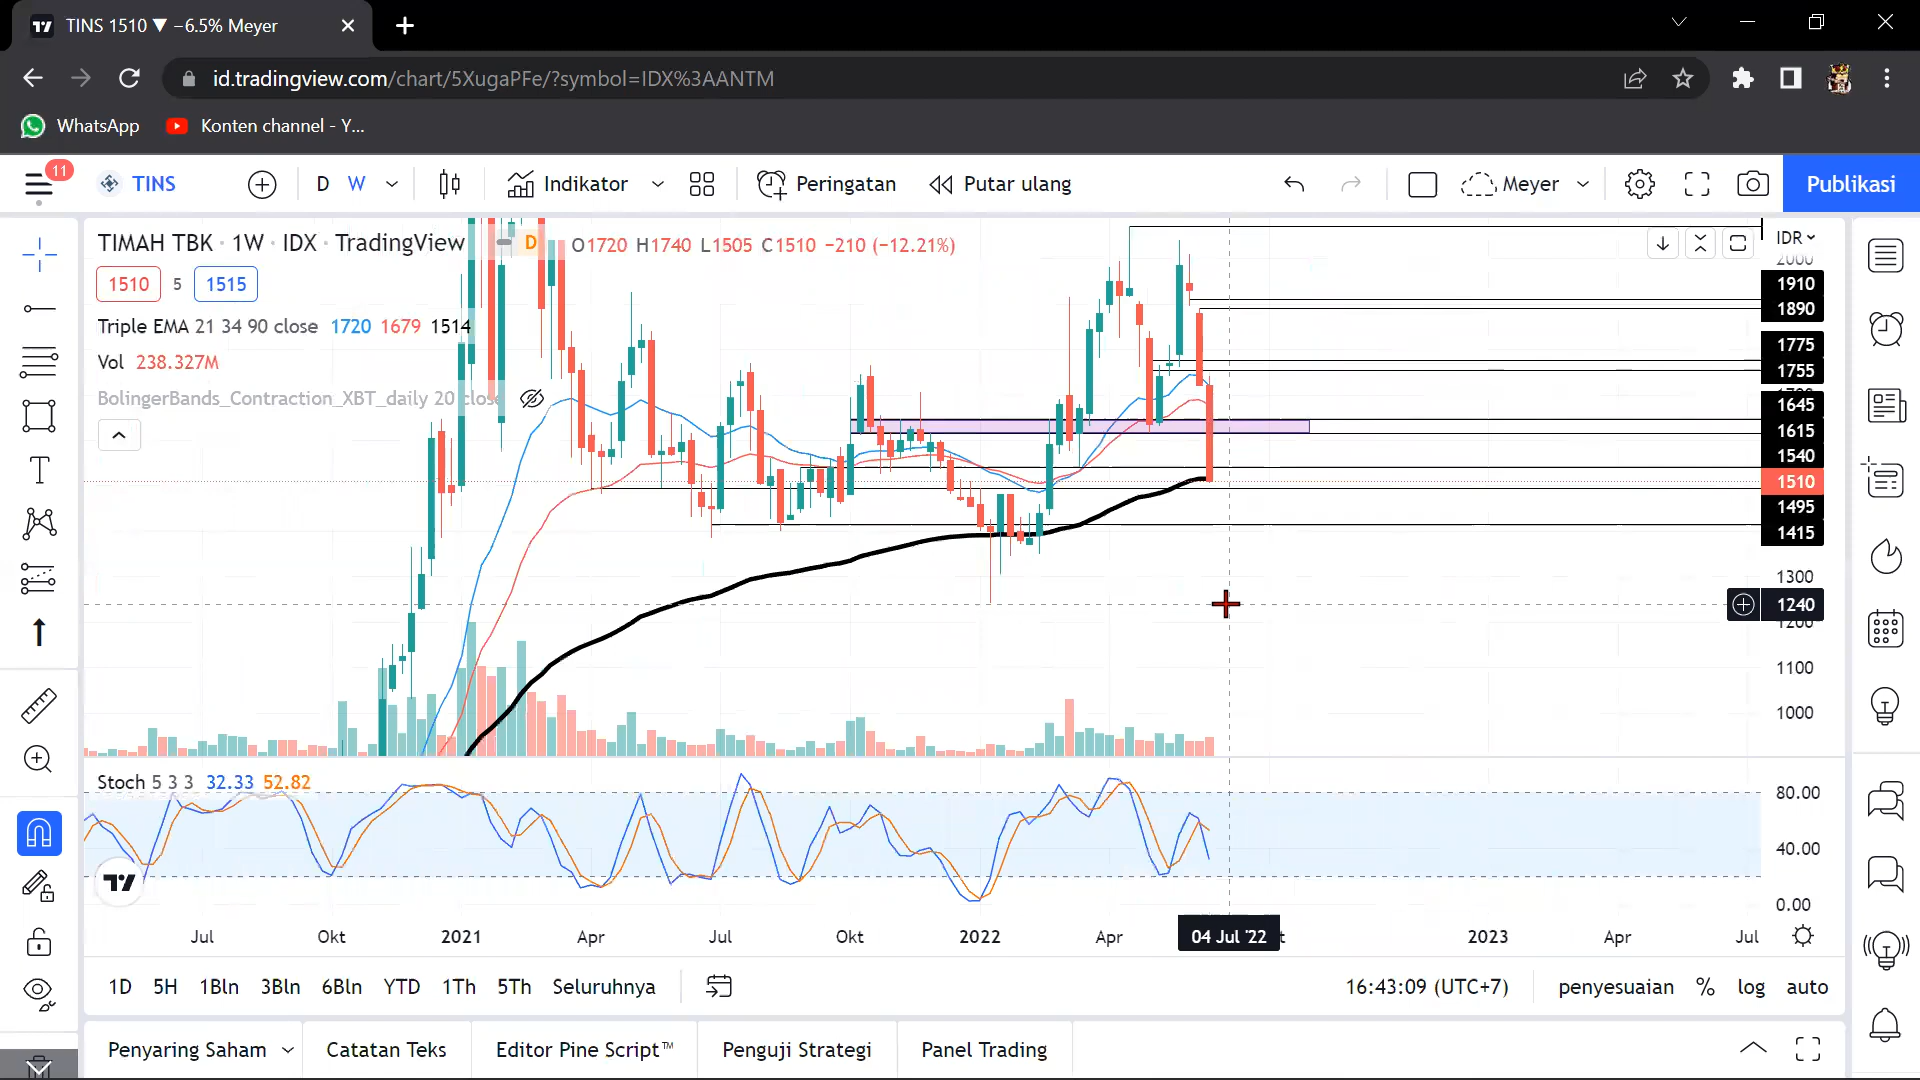 TINS 1510 ▼ −6.5% Meyer
id.tradingview.com/chart/5XugaPFe/?symbol=IDX%3AANTM
WhatsApp
Konten channel - Y...
11
TINS
D W
Indikator
Peringatan
Putar ulang
Meyer
Publikasi
TIMAH TBK · 1W · IDX · TradingView
D
O1720 H1740 L1505 C1510 −210 (−12.21%)
IDR
2000
1510 5 1515
Triple EMA 21 34 90 close 1720 1679 1514
Vol 238.327M
BolingerBands_Contraction_XBT_daily 20 close
1910
1890
1775
1755
1645
1615
1540
1510
1495
1415
1300
1240
1200
1100
1000
Stoch 5 3 3 32.33 52.82
80.00
40.00
0.00
Jul Okt 2021 Apr Jul Okt 2022 Apr 04 Jul '22 2023 Apr Jul
1D 5H 1Bln 3Bln 6Bln YTD 1Th 5Th Seluruhnya
16:43:09 (UTC+7) penyesuaian % log auto
Penyaring Saham Catatan Teks Editor Pine Script™ Penguji Strategi Panel Trading